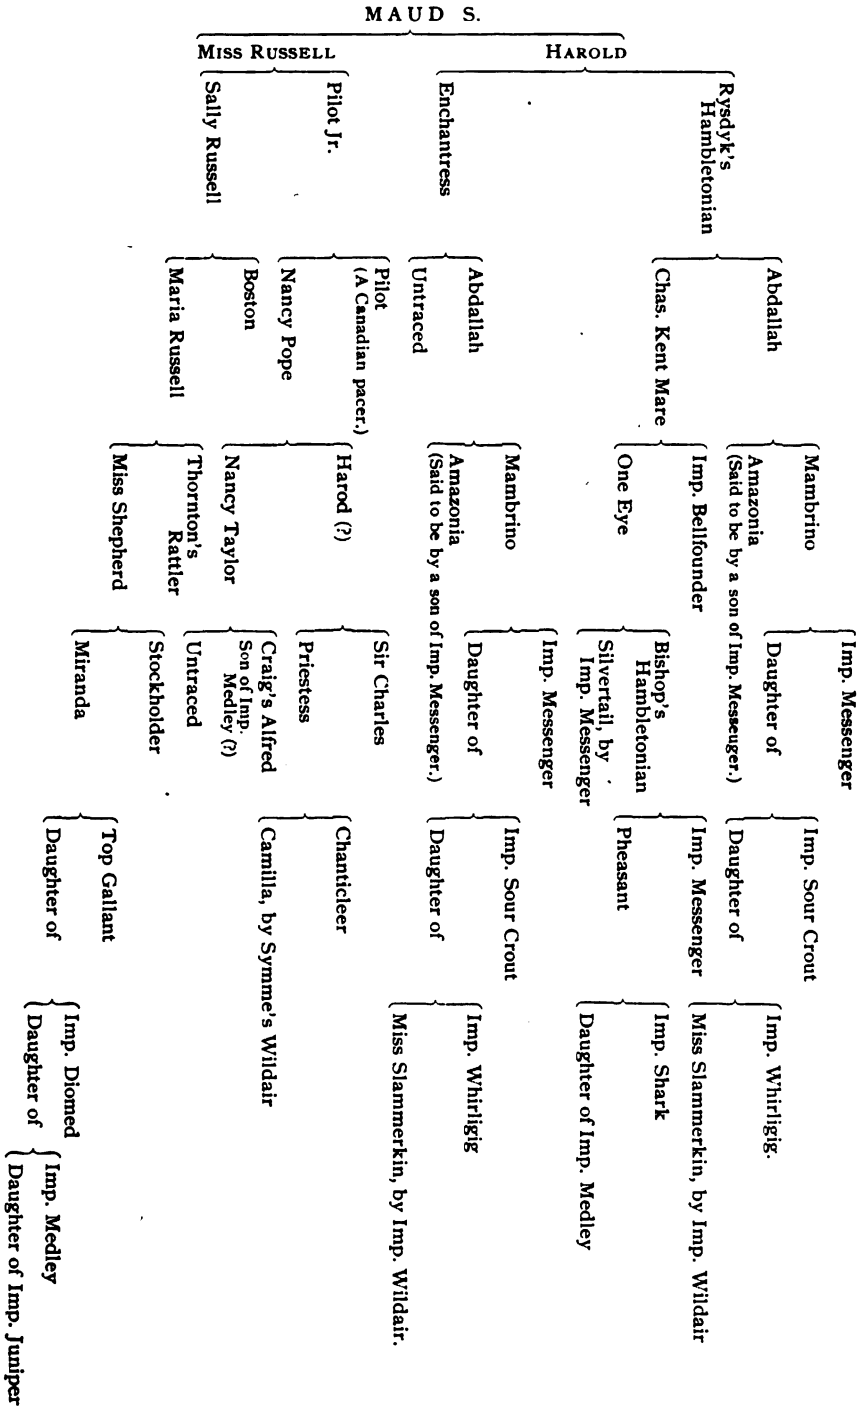 MAUD S.
MISS RUSSELL
HAROLD
Rysdyk's
Hambletonian
Enchantress
Pilot Jr.
Sally Russell
Abdallah
Chas. Kent Mare
Abdallah
Untraced
Pilot
(A Canadian pacer.)
Nancy Pope
Boston
Maria Russell
Mambrino
Amazonia
(Said to be by a son of Imp. Messeuger.)
Imp. Bellfounder
One Eye
Mambrino
Amazonia
(Said to be by a son of Imp. Messenger.)
Harod (?)
Nancy Taylor
Thornton's
Rattler
Miss Shepherd
Imp. Messenger
Daughter of
Bishop's
Hambletonian
Silvertail, by
Imp. Messenger
Imp. Messenger
Daughter of
Sir Charles
Priestess
Craig's Alfred
Son of Imp.
Medley (?)
Untraced
Stockholder
Miranda
Imp. Sour Crout
Daughter of
Imp. Messenger
Pheasant
Imp. Sour Crout
Daughter of
Chanticleer
Camilla, by Symme's Wildair
Top Gallant
Daughter of
Imp. Whirligig.
Miss Slammerkin, by Imp. Wildair
Imp. Shark
Daughter of Imp. Medley
Imp. Whirligig
Miss Slammerkin, by Imp. Wildair.
Imp. Diomed
Daughter of
Imp. Medley
Daughter of Imp. Juniper